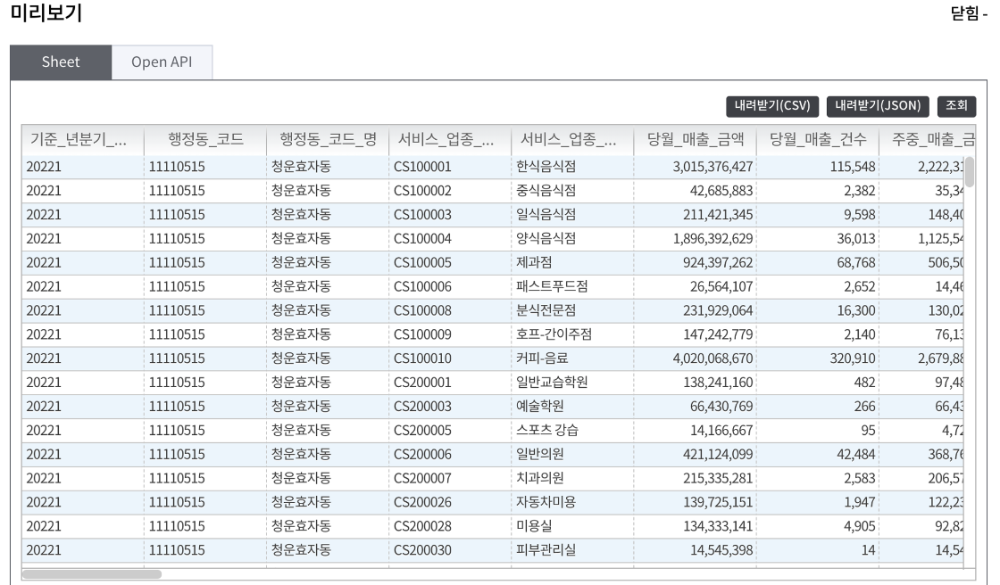 미리보기
닫힘 -
Sheet Open API
내려받기(CSV) 내려받기(JSON) 조회
기준_년분기_... 행정동_코드 행정동_코드_명 서비스_업종_... 서비스_업종_... 당월_매출_금액 당월_매출_건수 주중_매출_금
20221 11110515 청운효자동 CS100001 한식음식점 3,015,376,427 115,548 2,222,31
20221 11110515 청운효자동 CS100002 중식음식점 42,685,883 2,382 35,34
20221 11110515 청운효자동 CS100003 일식음식점 211,421,345 9,598 148,40
20221 11110515 청운효자동 CS100004 양식음식점 1,896,392,629 36,013 1,125,54
20221 11110515 청운효자동 CS100005 제과점 924,397,262 68,768 506,50
20221 11110515 청운효자동 CS100006 패스트푸드점 26,564,107 2,652 14,46
20221 11110515 청운효자동 CS100008 분식전문점 231,929,064 16,300 130,02
20221 11110515 청운효자동 CS100009 호프-간이주점 147,242,779 2,140 76,13
20221 11110515 청운효자동 CS100010 커피-음료 4,020,068,670 320,910 2,679,88
20221 11110515 청운효자동 CS200001 일반교습학원 138,241,160 482 97,48
20221 11110515 청운효자동 CS200003 예술학원 66,430,769 266 66,43
20221 11110515 청운효자동 CS200005 스포츠 강습 14,166,667 95 4,72
20221 11110515 청운효자동 CS200006 일반의원 421,124,099 42,484 368,76
20221 11110515 청운효자동 CS200007 치과의원 215,335,281 2,583 206,57
20221 11110515 청운효자동 CS200026 자동차미용 139,725,151 1,947 122,23
20221 11110515 청운효자동 CS200028 미용실 134,333,141 4,905 92,82
20221 11110515 청운효자동 CS200030 피부관리실 14,545,398 14 14,54